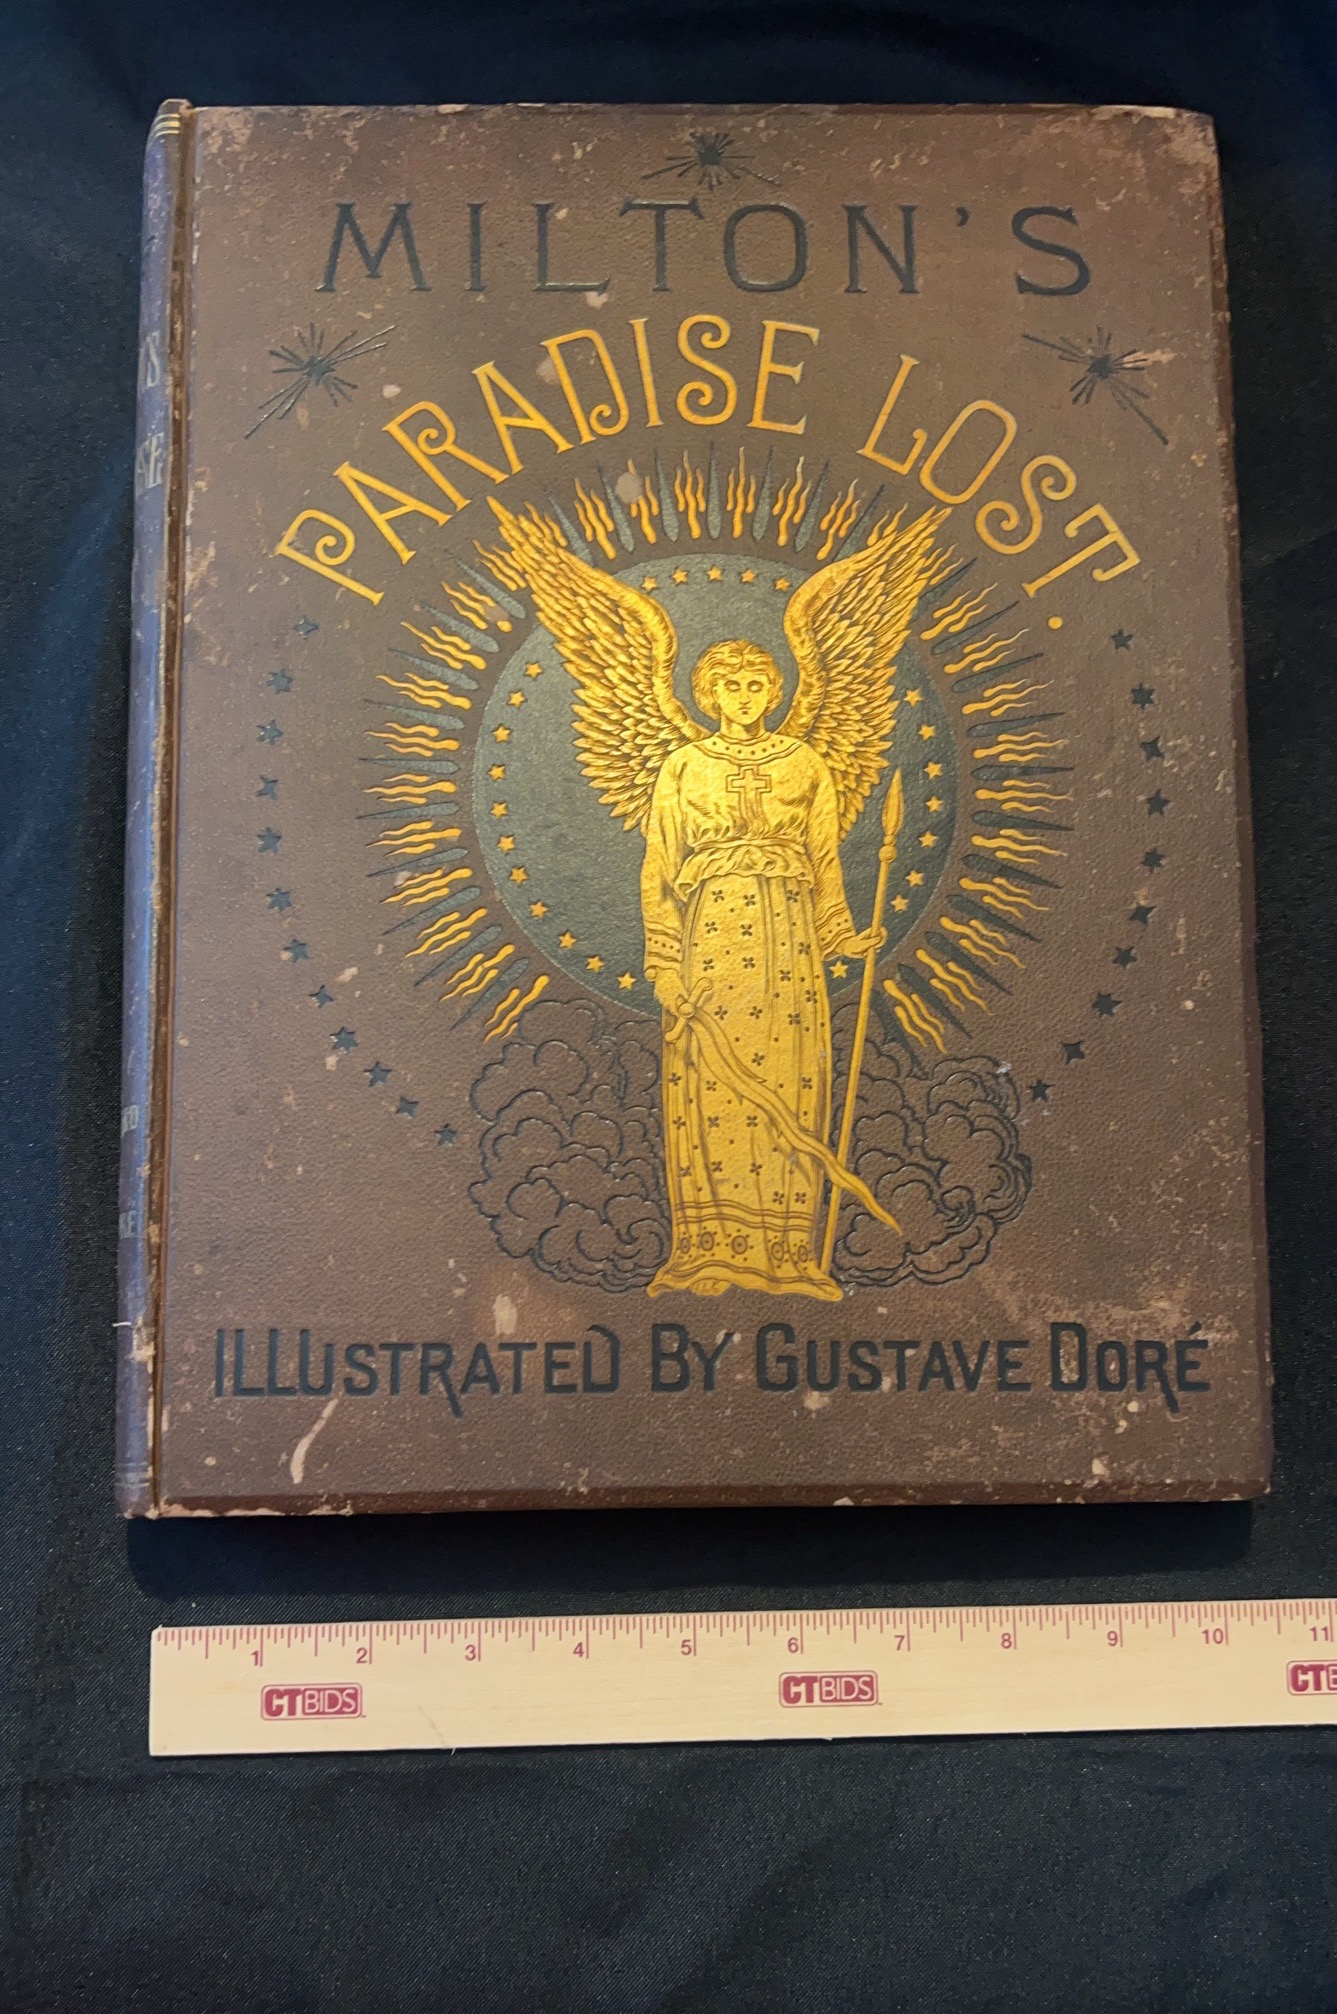 MILTON'S
PARADISE LOST.
ILLUSTRATED BY GUSTAVE DORÉ
1 2 3 4 5 6 7 8 9 10 11
CTBIDS CTBIDS